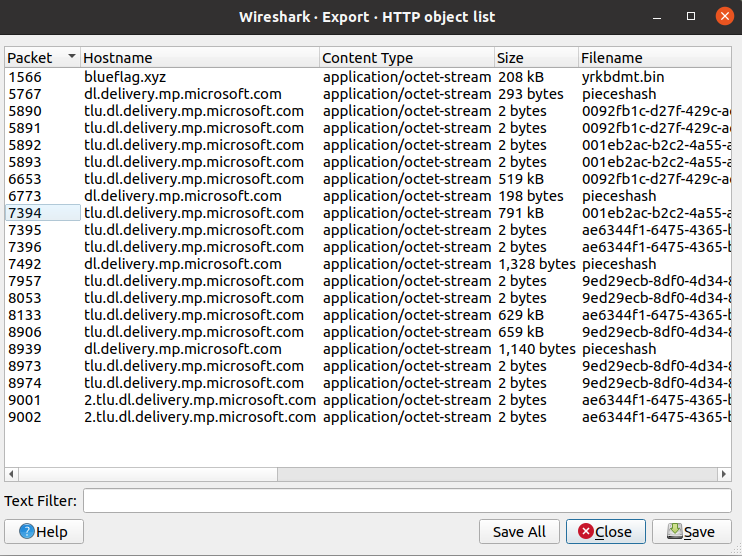 Wireshark · Export · HTTP object list
Packet Hostname Content Type Size Filename
1566 blueflag.xyz application/octet-stream 208 kB yrkbdmt.bin
5767 dl.delivery.mp.microsoft.com application/octet-stream 293 bytes pieceshash
5890 tlu.dl.delivery.mp.microsoft.com application/octet-stream 2 bytes 0092fb1c-d27f-429c-a
5891 tlu.dl.delivery.mp.microsoft.com application/octet-stream 2 bytes 0092fb1c-d27f-429c-a
5892 tlu.dl.delivery.mp.microsoft.com application/octet-stream 2 bytes 001eb2ac-b2c2-4a55-a
5893 tlu.dl.delivery.mp.microsoft.com application/octet-stream 2 bytes 001eb2ac-b2c2-4a55-a
6653 tlu.dl.delivery.mp.microsoft.com application/octet-stream 519 kB 0092fb1c-d27f-429c-a
6773 dl.delivery.mp.microsoft.com application/octet-stream 198 bytes pieceshash
7394 tlu.dl.delivery.mp.microsoft.com application/octet-stream 791 kB 001eb2ac-b2c2-4a55-a
7395 tlu.dl.delivery.mp.microsoft.com application/octet-stream 2 bytes ae6344f1-6475-4365-b
7396 tlu.dl.delivery.mp.microsoft.com application/octet-stream 2 bytes ae6344f1-6475-4365-b
7492 dl.delivery.mp.microsoft.com application/octet-stream 1,328 bytes pieceshash
7957 tlu.dl.delivery.mp.microsoft.com application/octet-stream 2 bytes 9ed29ecb-8df0-4d34-8
8053 tlu.dl.delivery.mp.microsoft.com application/octet-stream 2 bytes 9ed29ecb-8df0-4d34-8
8133 tlu.dl.delivery.mp.microsoft.com application/octet-stream 629 kB ae6344f1-6475-4365-b
8906 tlu.dl.delivery.mp.microsoft.com application/octet-stream 659 kB 9ed29ecb-8df0-4d34-8
8939 dl.delivery.mp.microsoft.com application/octet-stream 1,140 bytes pieceshash
8973 tlu.dl.delivery.mp.microsoft.com application/octet-stream 2 bytes 9ed29ecb-8df0-4d34-8
8974 tlu.dl.delivery.mp.microsoft.com application/octet-stream 2 bytes 9ed29ecb-8df0-4d34-8
9001 2.tlu.dl.delivery.mp.microsoft.com application/octet-stream 2 bytes ae6344f1-6475-4365-b
9002 2.tlu.dl.delivery.mp.microsoft.com application/octet-stream 2 bytes ae6344f1-6475-4365-b
Text Filter:
Help Save All Close Save